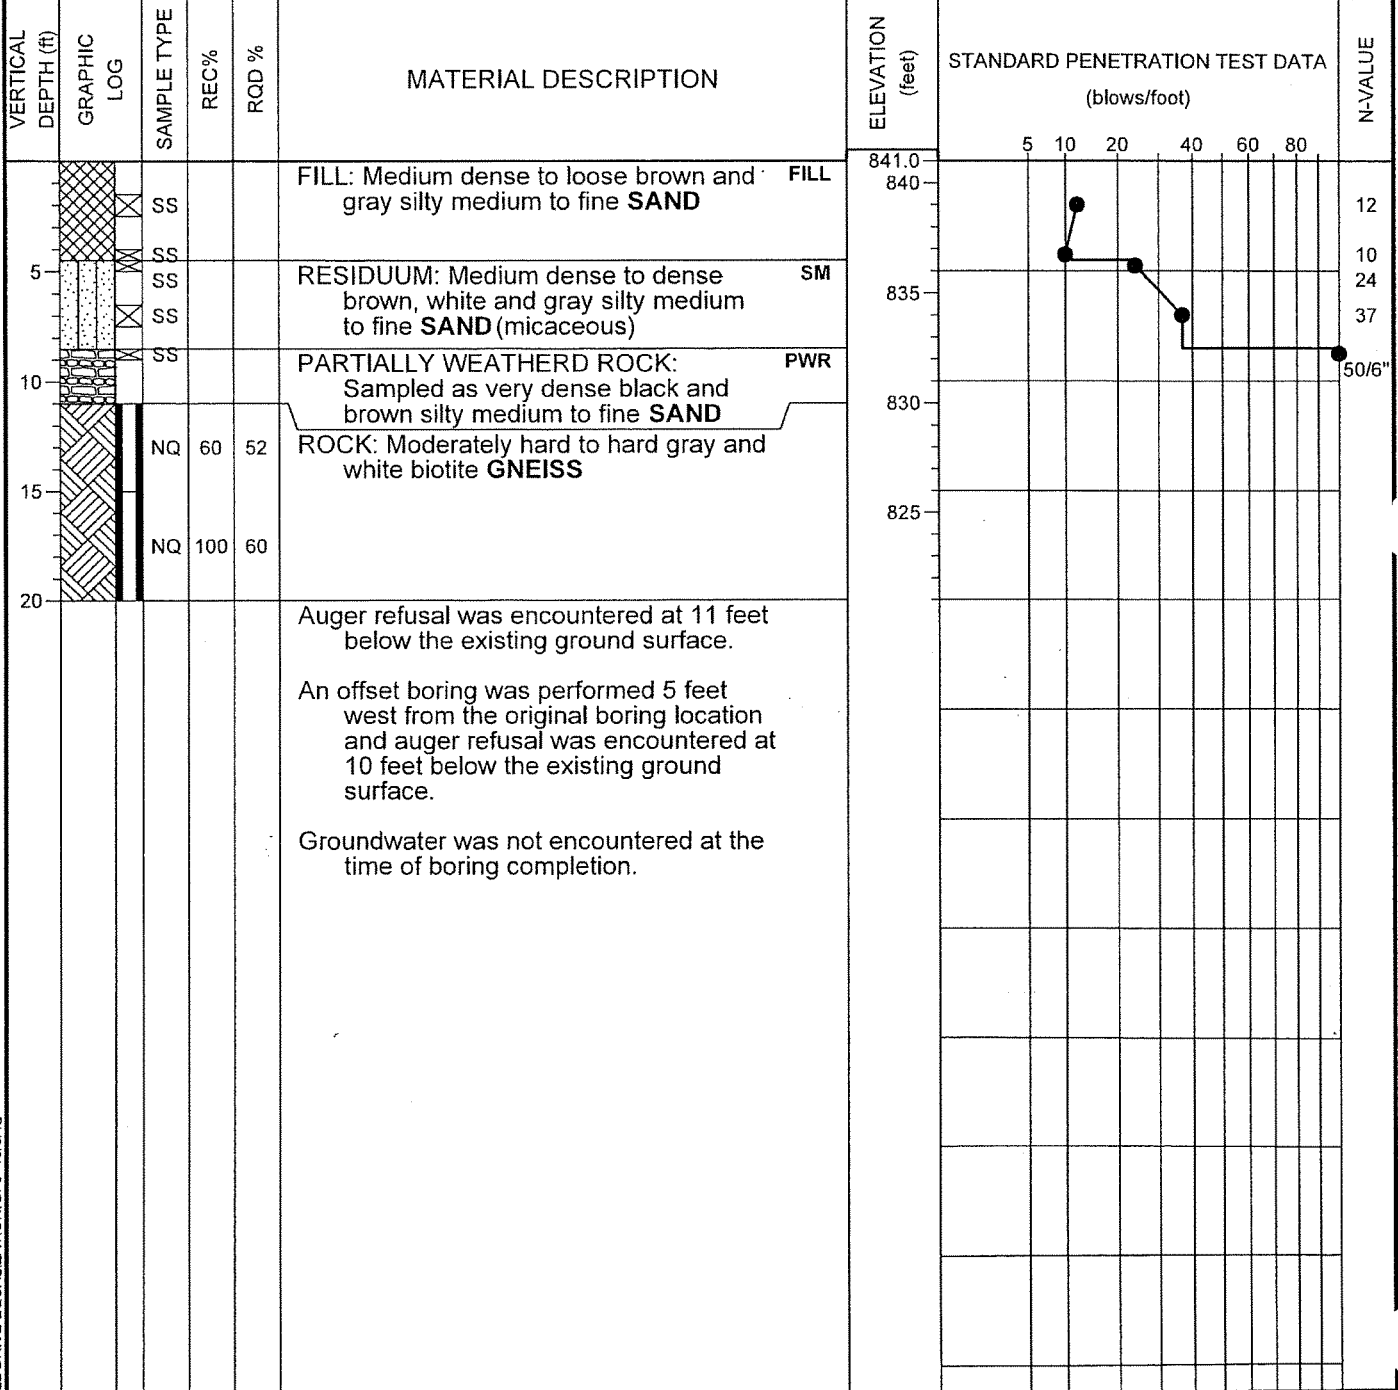 VERTICAL
DEPTH (ft)
GRAPHIC
LOG
SAMPLE TYPE
REC%
RQD %
MATERIAL DESCRIPTION
ELEVATION
(feet)
STANDARD PENETRATION TEST DATA
(blows/foot)
N-VALUE
5 10 20 40 60 80
841.0
FILL: Medium dense to loose brown and FILL
840
gray silty medium to fine SAND
SS
12
SS
10
5
RESIDUUM: Medium dense to dense SM
SS
24
brown, white and gray silty medium
835
SS
37
to fine SAND (micaceous)
SS
PARTIALLY WEATHERD ROCK: PWR
50/6"
10
Sampled as very dense black and
830
brown silty medium to fine SAND
NQ 60 52
ROCK: Moderately hard to hard gray and
white biotite GNEISS
15
825
NQ 100 60
20
Auger refusal was encountered at 11 feet
below the existing ground surface.
An offset boring was performed 5 feet
west from the original boring location
and auger refusal was encountered at
10 feet below the existing ground
surface.
Groundwater was not encountered at the
time of boring completion.